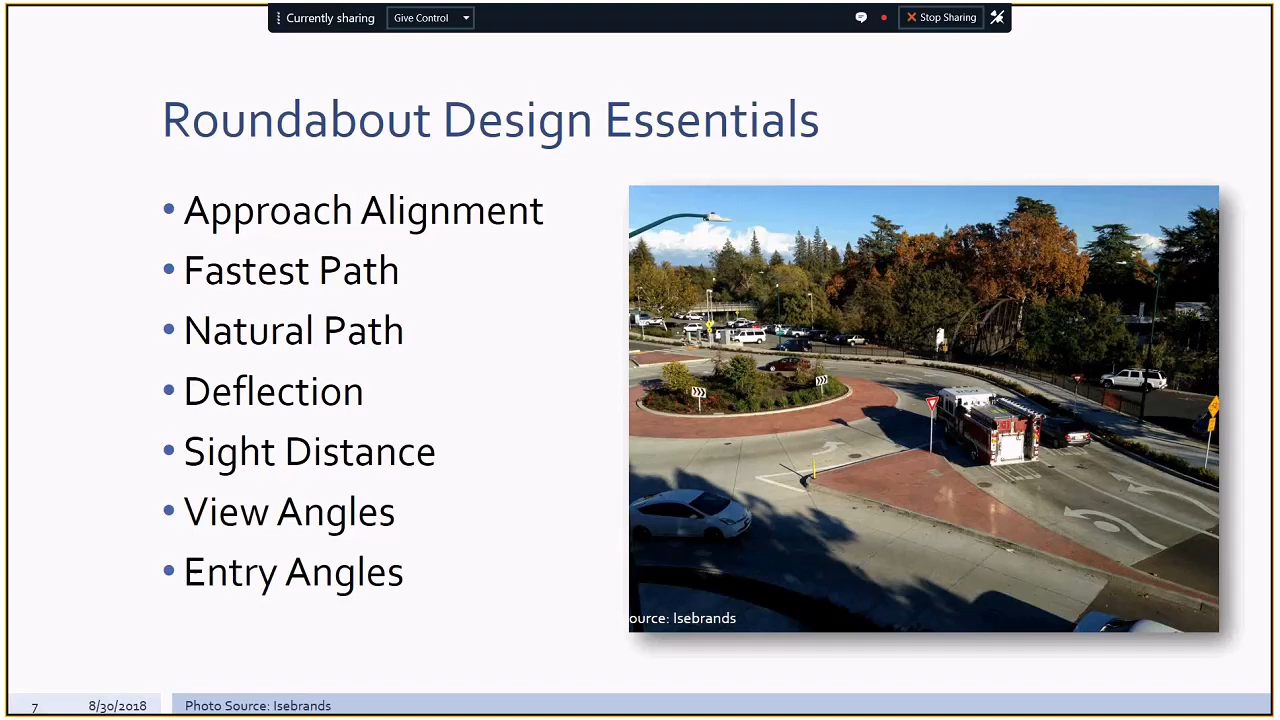 Currently sharing
Give Control
Stop Sharing
Roundabout Design Essentials
• Approach Alignment
• Fastest Path
• Natural Path
• Deflection
• Sight Distance
• View Angles
• Entry Angles
ource: Isebrands
7
8/30/2018
Photo Source: Isebrands